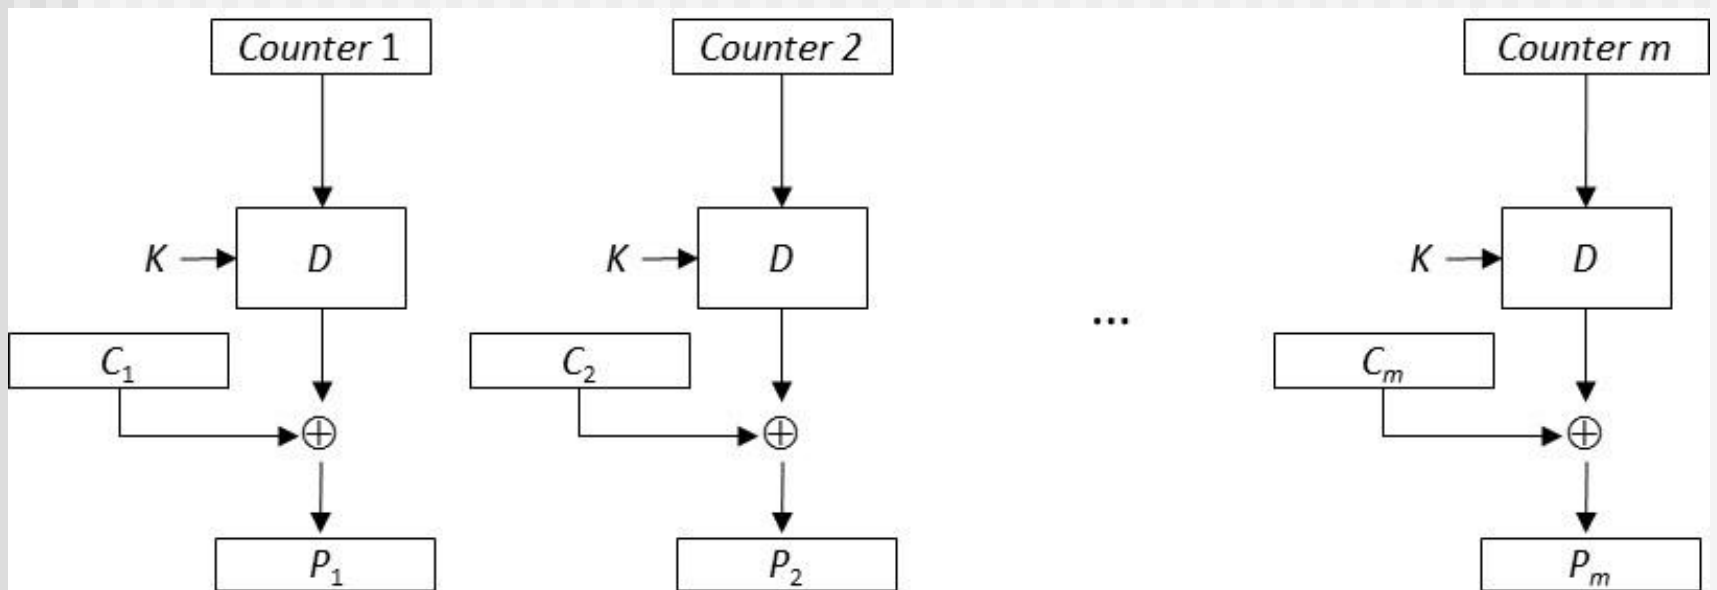 Counter 1 Counter 2 Counter m
K D K D K D
...
C₁ C₂ Cₘ
P₁ P₂ Pₘ